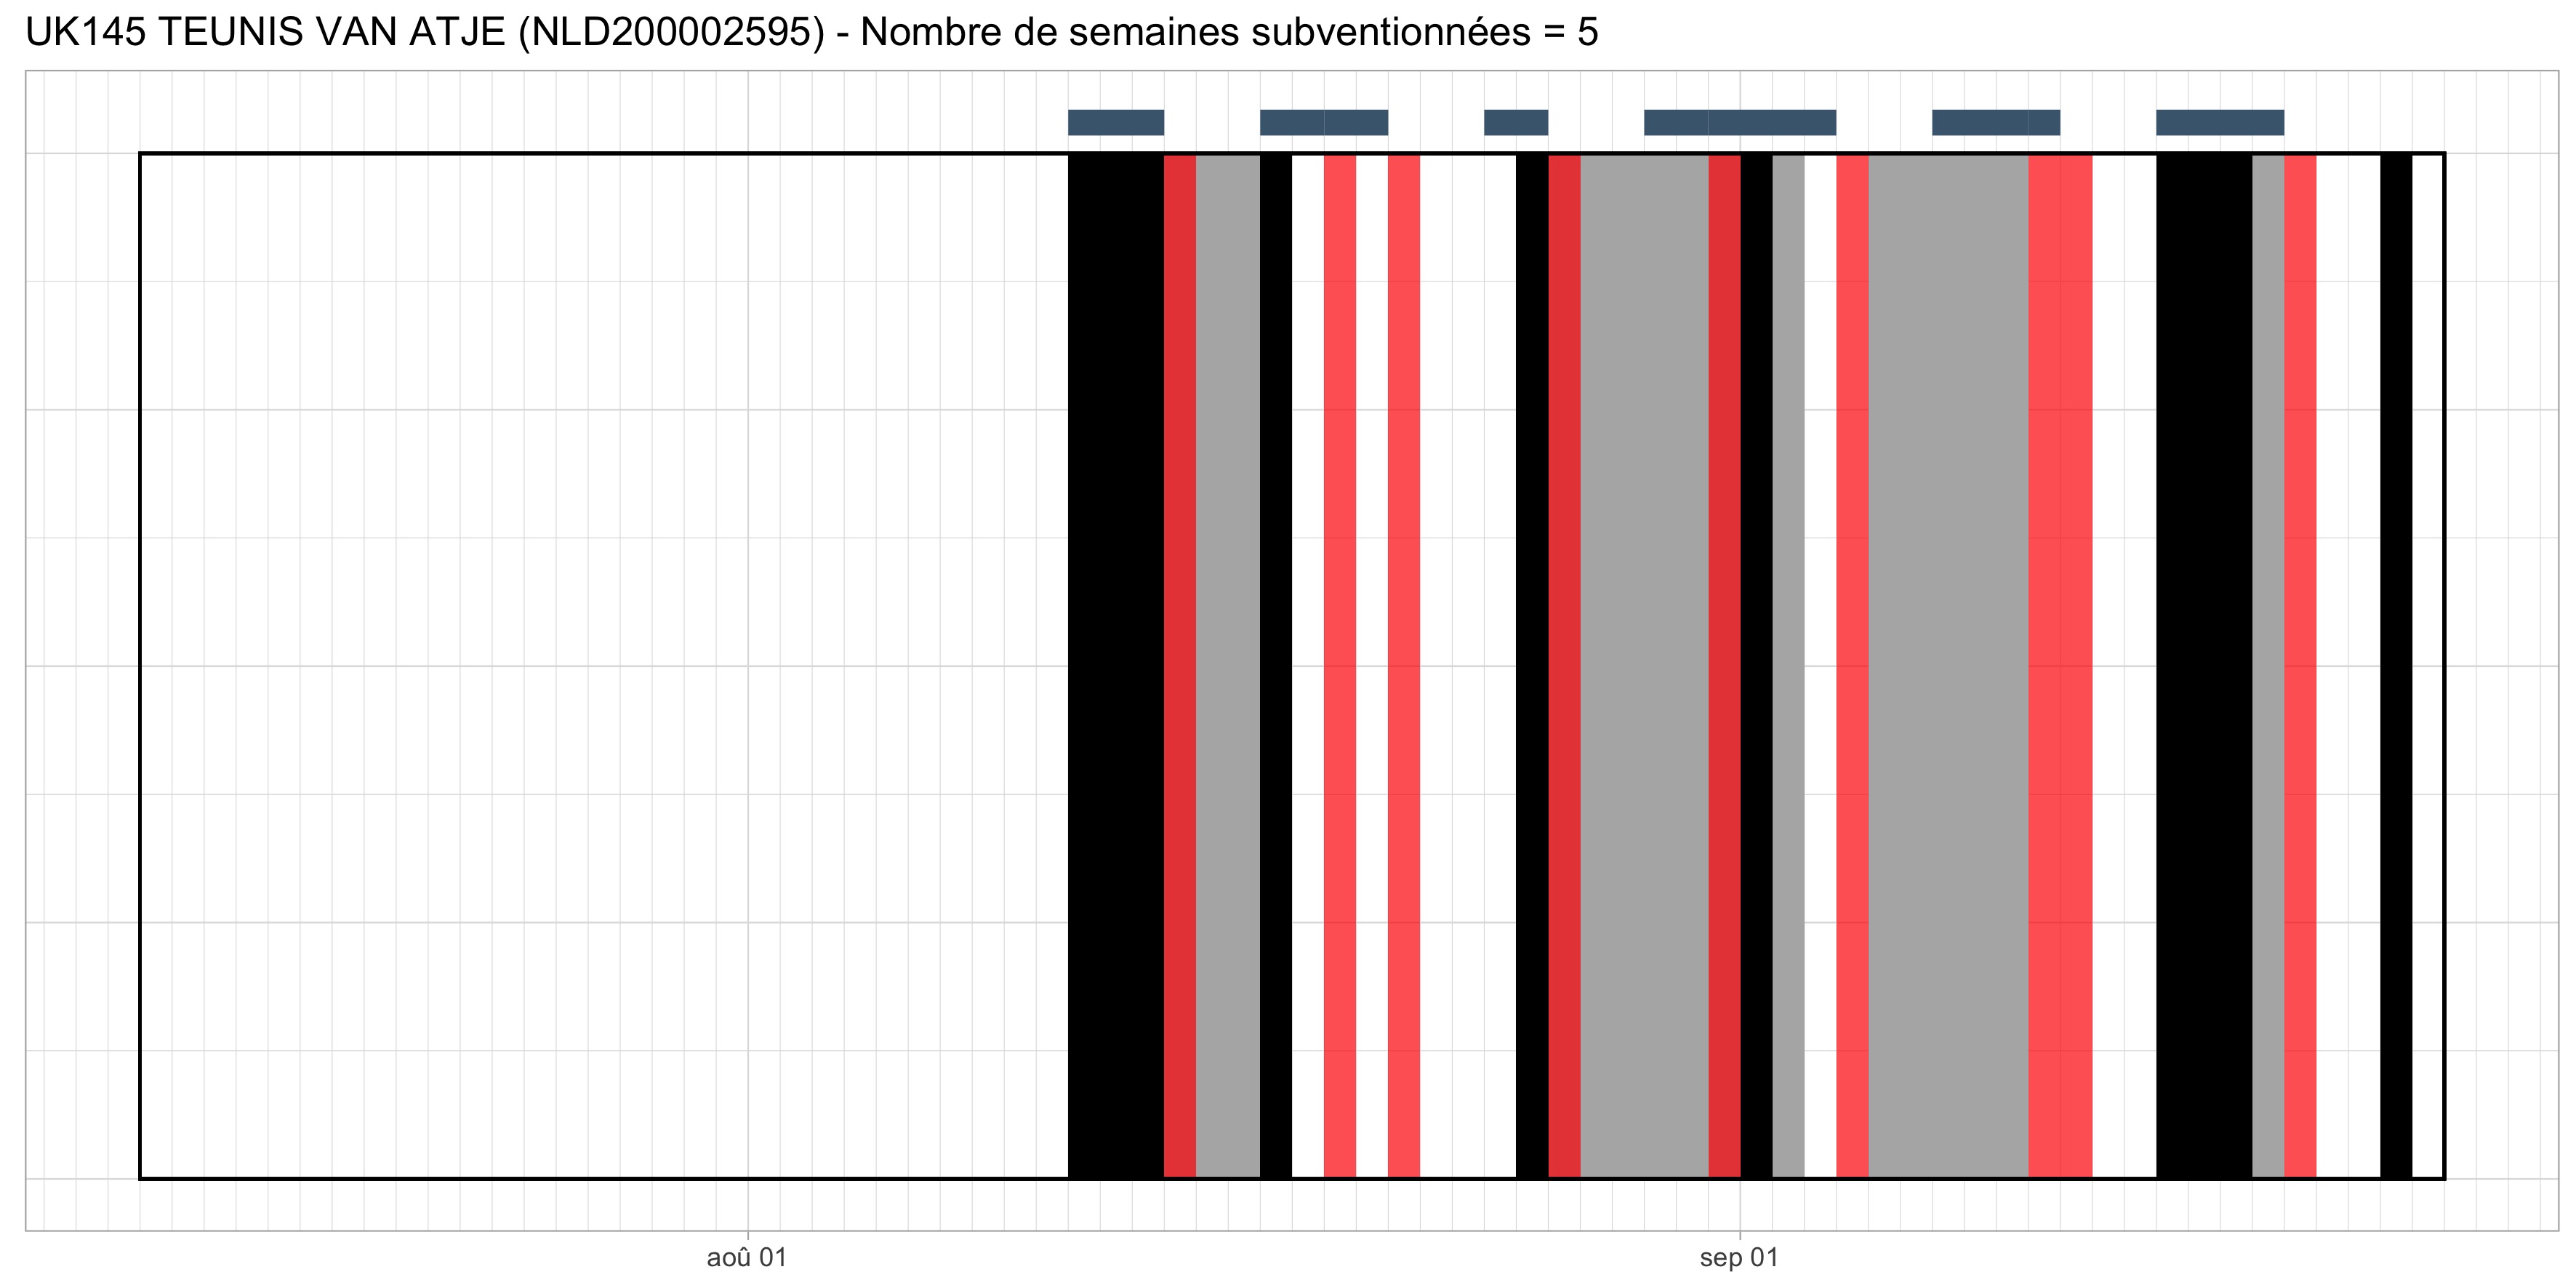 UK145 TEUNIS VAN ATJE (NLD200002595) - Nombre de semaines subventionnées = 5
aoû 01
sep 01